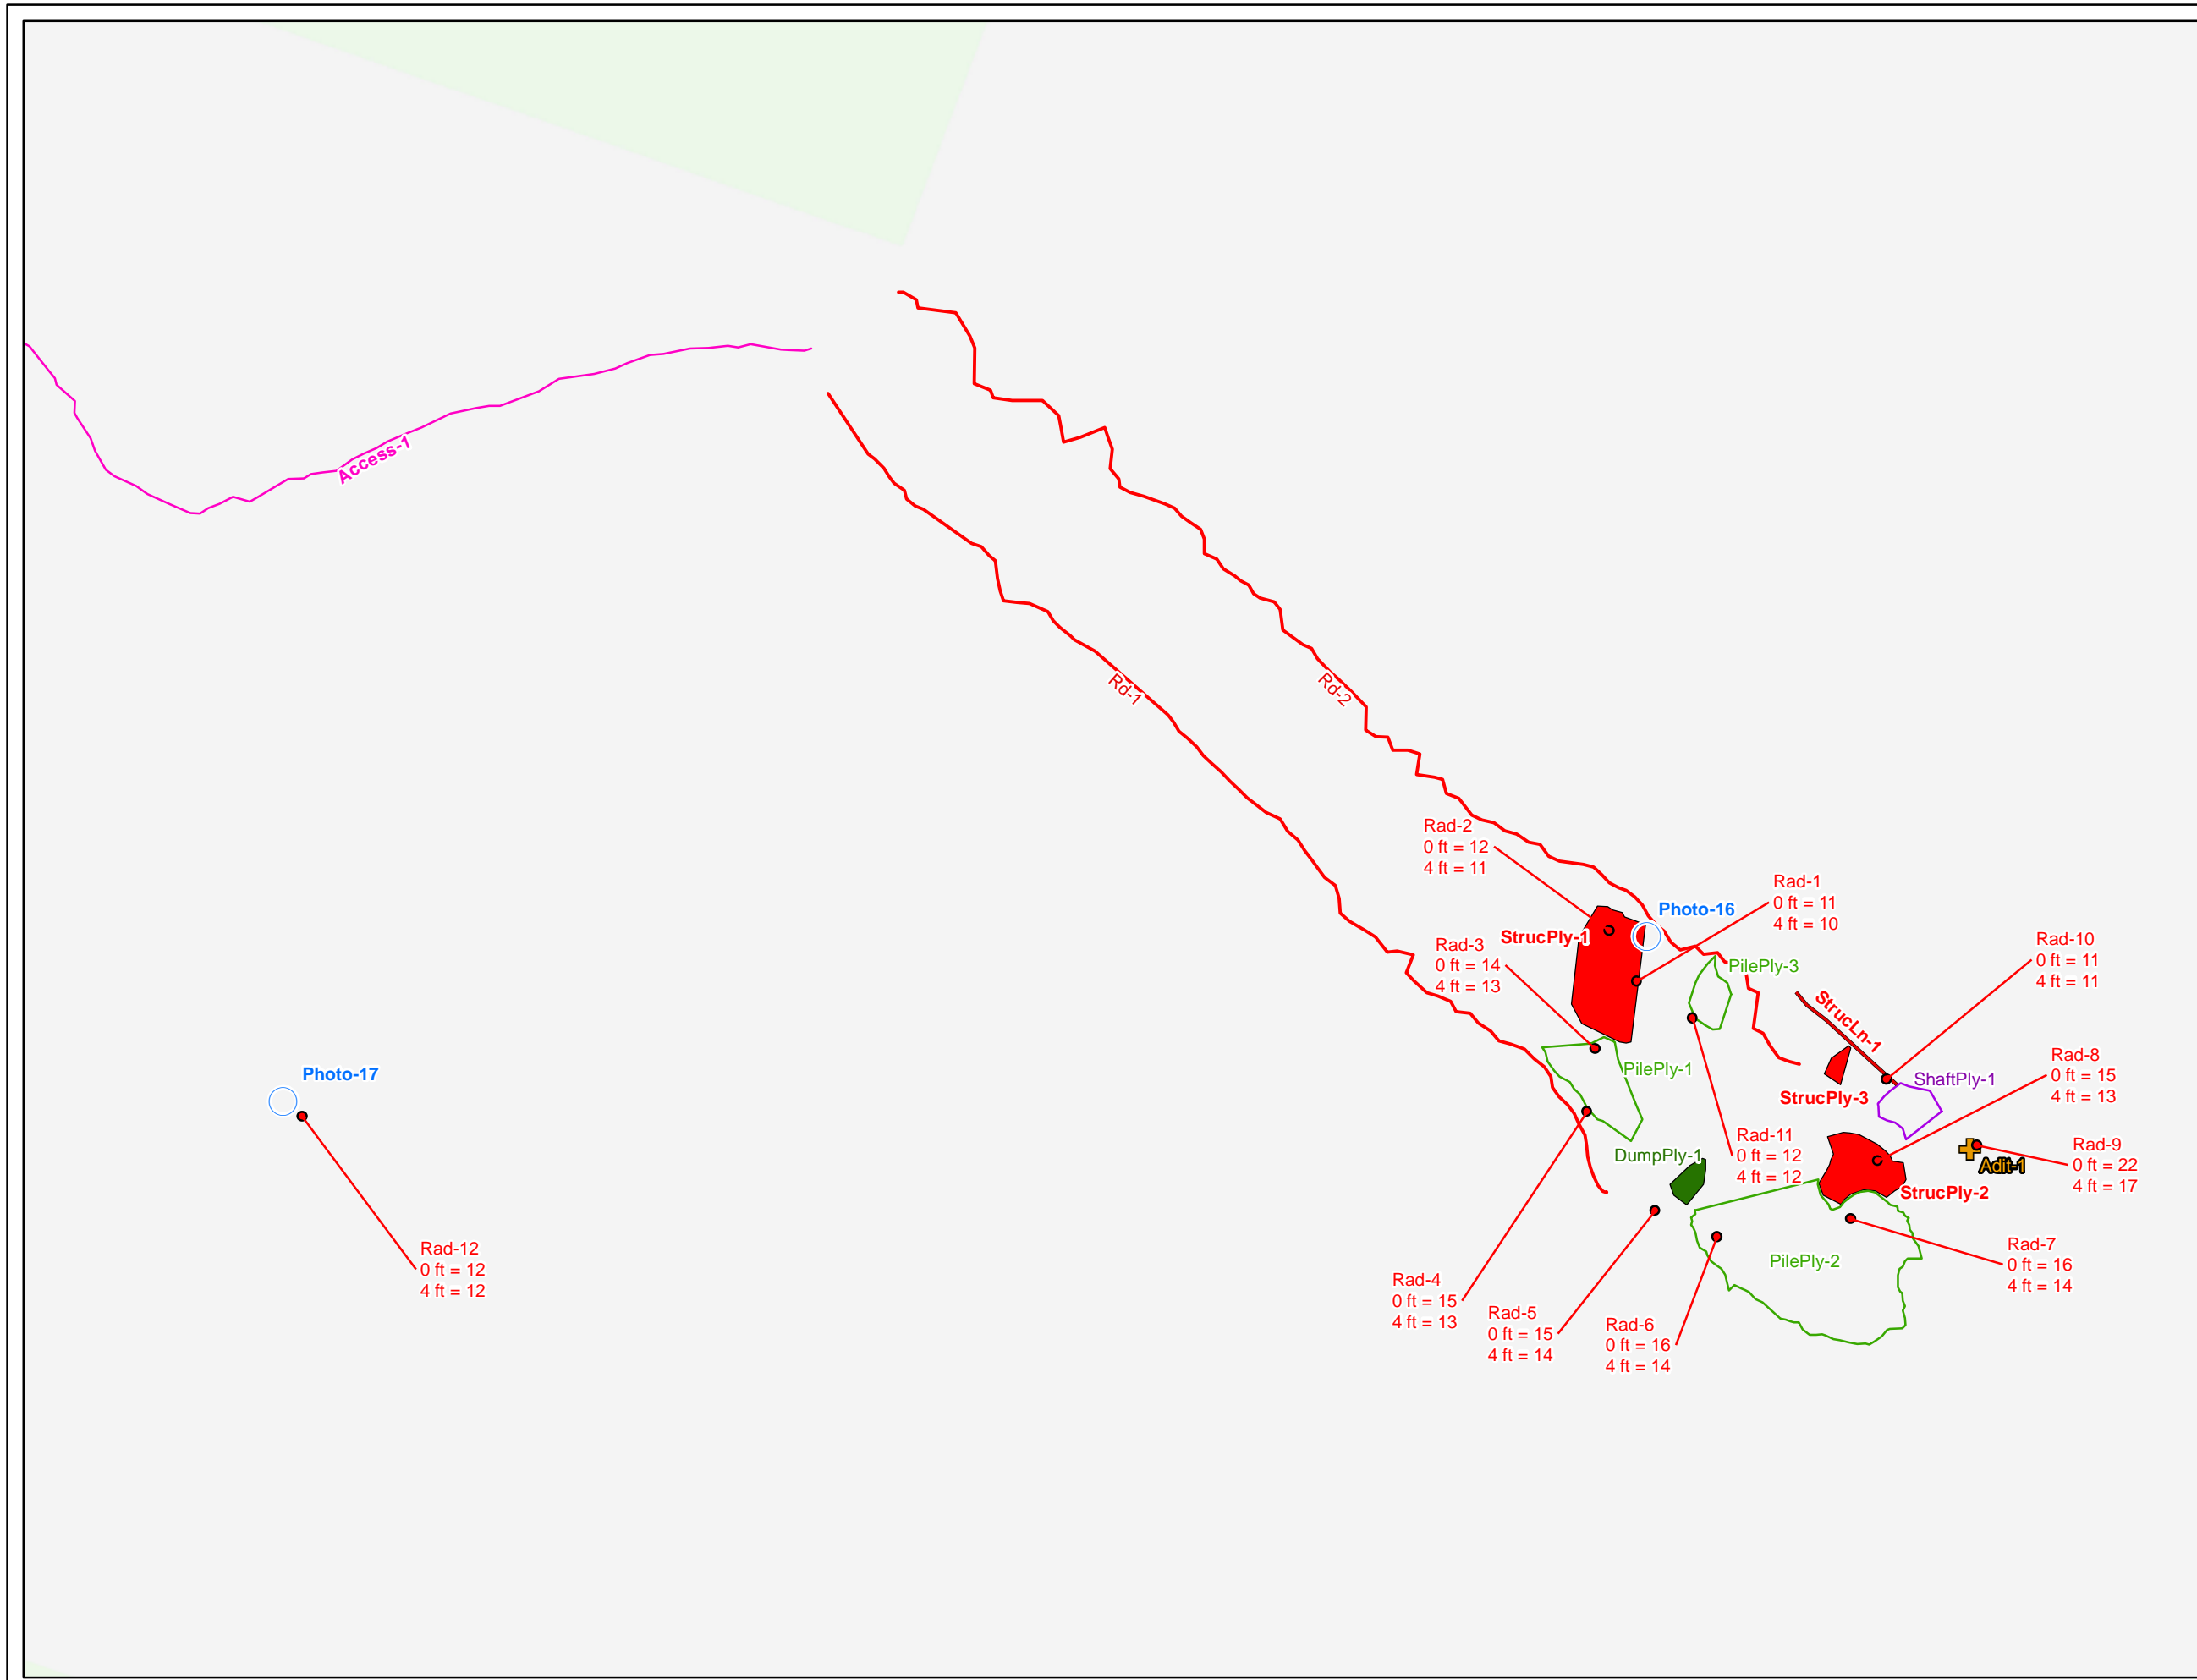 Access-1
Rd-1
Rd-2
Rad-2
0 ft = 12
4 ft = 11
Rad-1
0 ft = 11
4 ft = 10
Photo-16
StrucPly-1
Rad-3
0 ft = 14
4 ft = 13
Rad-10
0 ft = 11
4 ft = 11
PilePly-3
StrucLn-1
PilePly-1
Rad-8
0 ft = 15
4 ft = 13
ShaftPly-1
StrucPly-3
Photo-17
Rad-11
0 ft = 12
4 ft = 12
DumpPly-1
Rad-9
0 ft = 22
4 ft = 17
Adit-1
StrucPly-2
Rad-12
0 ft = 12
4 ft = 12
Rad-7
0 ft = 16
4 ft = 14
PilePly-2
Rad-4
0 ft = 15
4 ft = 13
Rad-5
0 ft = 15
4 ft = 14
Rad-6
0 ft = 16
4 ft = 14